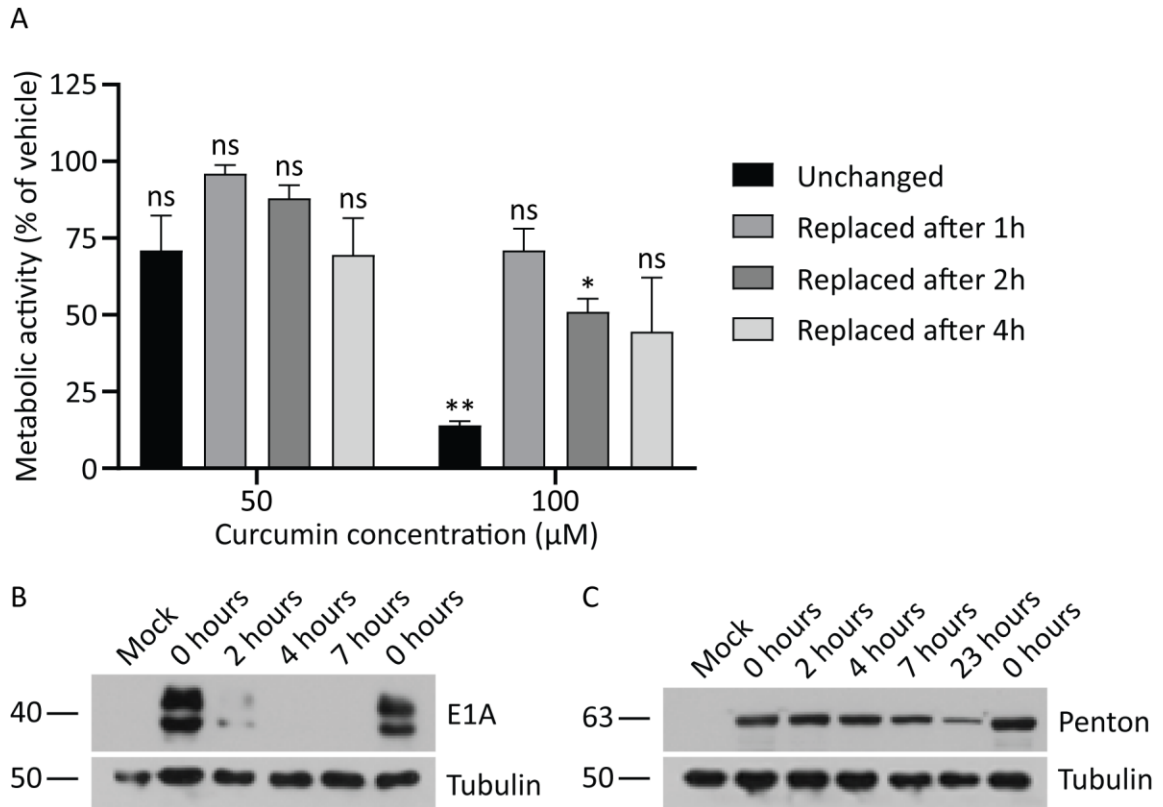 A
Metabolic activity (% of vehicle)
125
100
75
50
25
0
ns
ns
ns
ns
**
ns
*
ns
50
100
Curcumin concentration (µM)
Unchanged
Replaced after 1h
Replaced after 2h
Replaced after 4h
B
Mock
0 hours
2 hours
4 hours
7 hours
0 hours
40
E1A
50
Tubulin
C
Mock
0 hours
2 hours
4 hours
7 hours
23 hours
0 hours
63
Penton
50
Tubulin